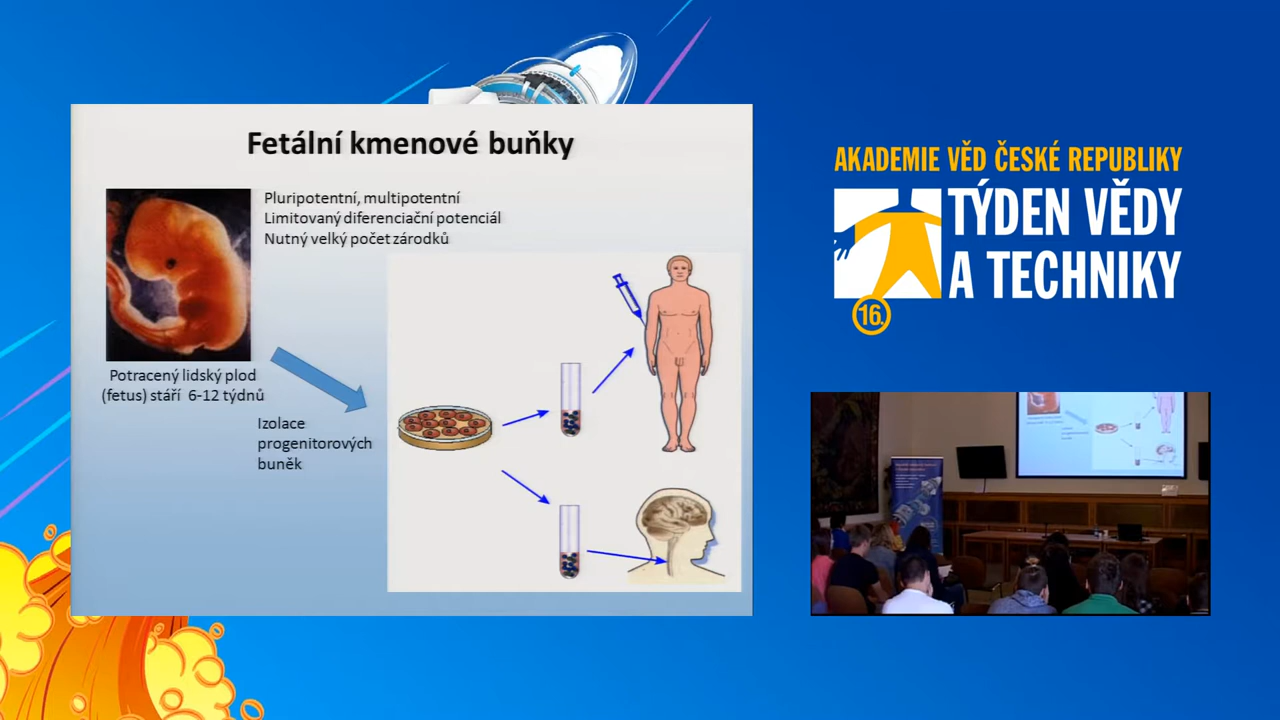 Fetální kmenové buňky
Pluripotentní, multipotentní
Limitovaný diferenciační potenciál
Nutný velký počet zárodků
Potracený lidský plod
(fetus) stáří 6-12 týdnů
Izolace
progenitorových
buněk
AKADEMIE VĚD ČESKÉ REPUBLIKY
TÝDEN VĚDY
A TECHNIKY
16.